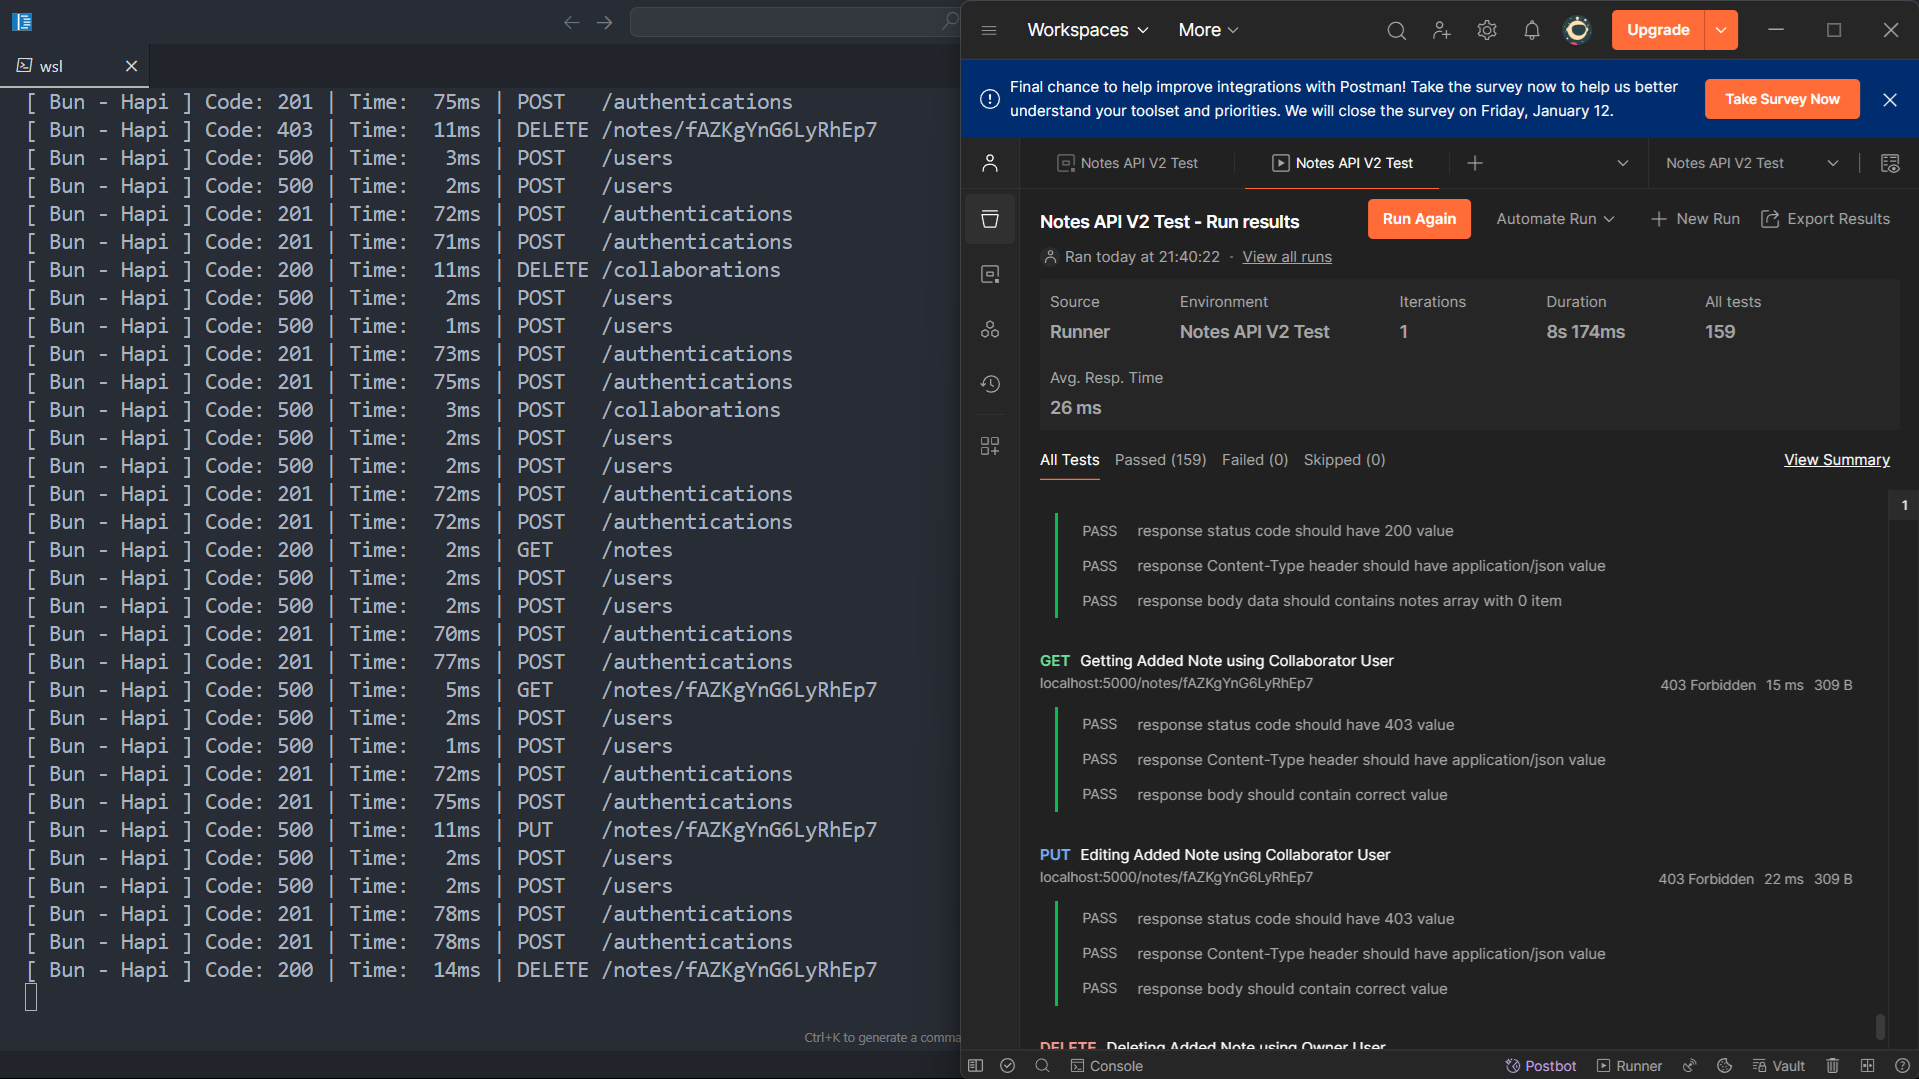 wsl
[ Bun - Hapi ] Code: 201 | Time: 75ms | POST /authentications
[ Bun - Hapi ] Code: 403 | Time: 11ms | DELETE /notes/fAZKgYnG6LyRhEp7
[ Bun - Hapi ] Code: 500 | Time: 3ms | POST /users
[ Bun - Hapi ] Code: 500 | Time: 2ms | POST /users
[ Bun - Hapi ] Code: 201 | Time: 72ms | POST /authentications
[ Bun - Hapi ] Code: 201 | Time: 71ms | POST /authentications
[ Bun - Hapi ] Code: 200 | Time: 11ms | DELETE /collaborations
[ Bun - Hapi ] Code: 500 | Time: 2ms | POST /users
[ Bun - Hapi ] Code: 500 | Time: 1ms | POST /users
[ Bun - Hapi ] Code: 201 | Time: 73ms | POST /authentications
[ Bun - Hapi ] Code: 201 | Time: 75ms | POST /authentications
[ Bun - Hapi ] Code: 500 | Time: 3ms | POST /collaborations
[ Bun - Hapi ] Code: 500 | Time: 2ms | POST /users
[ Bun - Hapi ] Code: 500 | Time: 2ms | POST /users
[ Bun - Hapi ] Code: 201 | Time: 72ms | POST /authentications
[ Bun - Hapi ] Code: 201 | Time: 72ms | POST /authentications
[ Bun - Hapi ] Code: 200 | Time: 2ms | GET /notes
[ Bun - Hapi ] Code: 500 | Time: 2ms | POST /users
[ Bun - Hapi ] Code: 500 | Time: 2ms | POST /users
[ Bun - Hapi ] Code: 201 | Time: 70ms | POST /authentications
[ Bun - Hapi ] Code: 201 | Time: 77ms | POST /authentications
[ Bun - Hapi ] Code: 500 | Time: 5ms | GET /notes/fAZKgYnG6LyRhEp7
[ Bun - Hapi ] Code: 500 | Time: 2ms | POST /users
[ Bun - Hapi ] Code: 500 | Time: 1ms | POST /users
[ Bun - Hapi ] Code: 201 | Time: 72ms | POST /authentications
[ Bun - Hapi ] Code: 201 | Time: 75ms | POST /authentications
[ Bun - Hapi ] Code: 500 | Time: 11ms | PUT /notes/fAZKgYnG6LyRhEp7
[ Bun - Hapi ] Code: 500 | Time: 2ms | POST /users
[ Bun - Hapi ] Code: 500 | Time: 2ms | POST /users
[ Bun - Hapi ] Code: 201 | Time: 78ms | POST /authentications
[ Bun - Hapi ] Code: 201 | Time: 78ms | POST /authentications
[ Bun - Hapi ] Code: 200 | Time: 14ms | DELETE /notes/fAZKgYnG6LyRhEp7
Ctrl+K to generate a comma
Workspaces More Upgrade
Final chance to help improve integrations with Postman! Take the survey now to help us better
understand your toolset and priorities. We will close the survey on Friday, January 12.
Take Survey Now
Notes API V2 Test Notes API V2 Test Notes API V2 Test
Notes API V2 Test - Run results Run Again Automate Run New Run Export Results
Ran today at 21:40:22 · View all runs
Source Environment Iterations Duration All tests
Runner Notes API V2 Test 1 8s 174ms 159
Avg. Resp. Time
26 ms
All Tests Passed (159) Failed (0) Skipped (0) View Summary
1
PASS response status code should have 200 value
PASS response Content-Type header should have application/json value
PASS response body data should contains notes array with 0 item
GET Getting Added Note using Collaborator User
localhost:5000/notes/fAZKgYnG6LyRhEp7 403 Forbidden 15 ms 309 B
PASS response status code should have 403 value
PASS response Content-Type header should have application/json value
PASS response body should contain correct value
PUT Editing Added Note using Collaborator User
localhost:5000/notes/fAZKgYnG6LyRhEp7 403 Forbidden 22 ms 309 B
PASS response status code should have 403 value
PASS response Content-Type header should have application/json value
PASS response body should contain correct value
DELETE Deleting Added Note using Owner User
Console Postbot Runner Vault